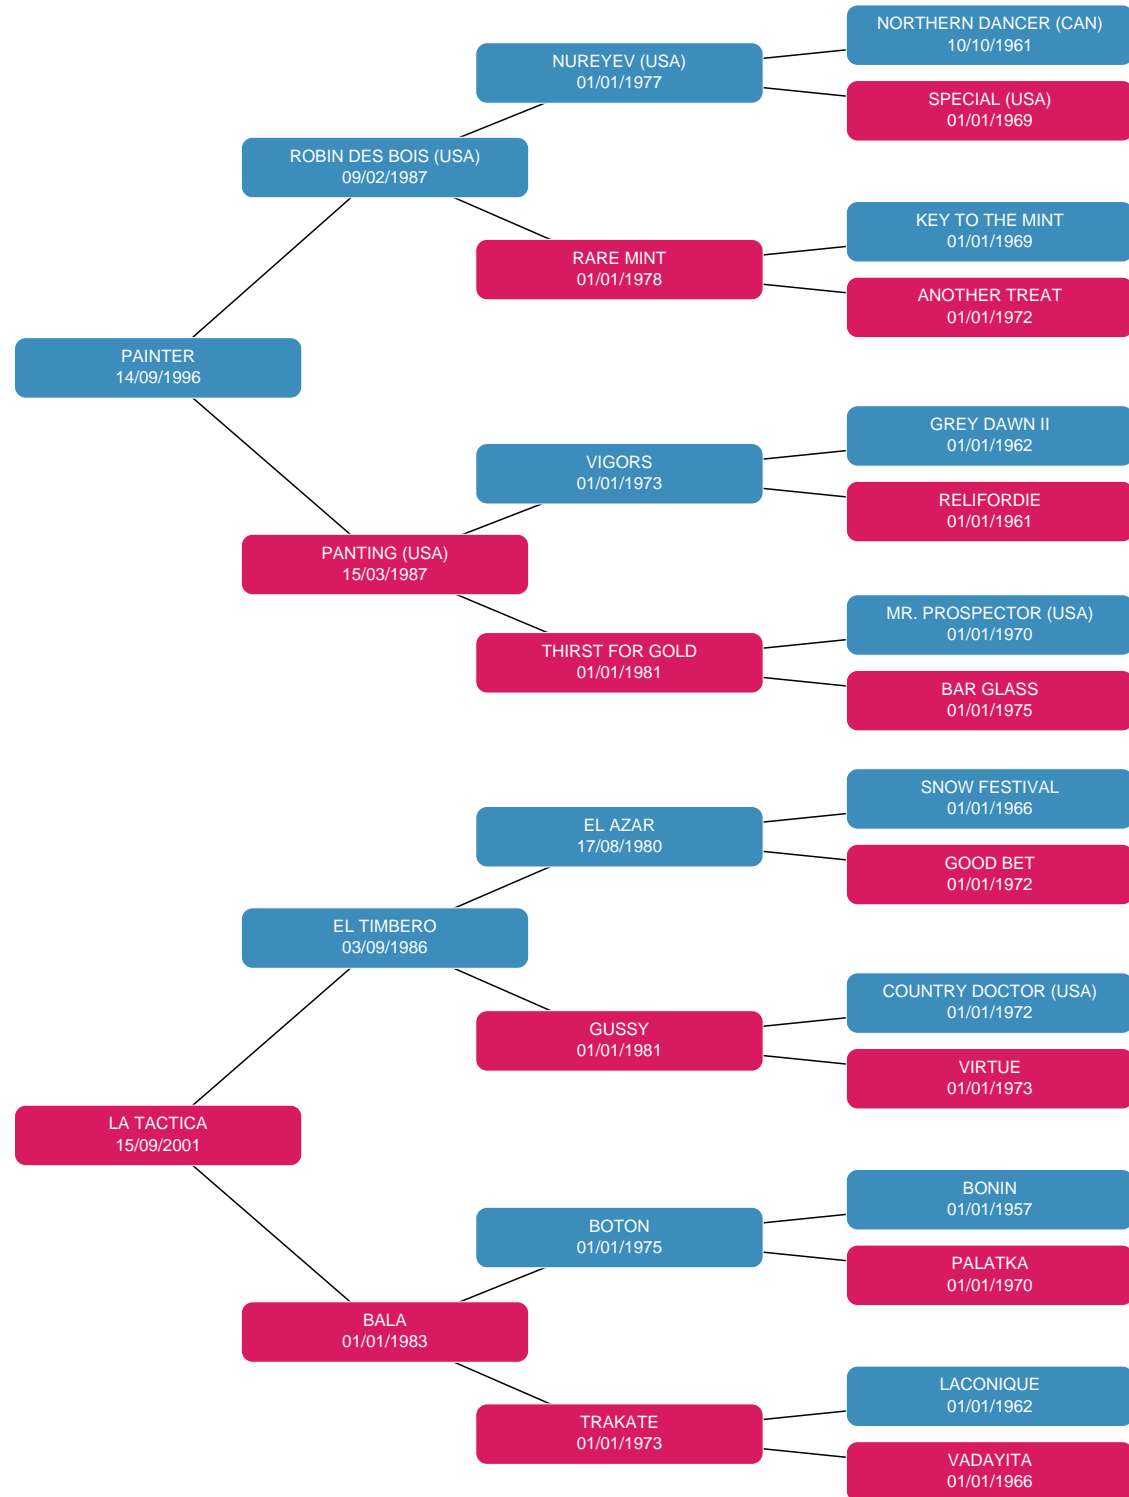 NORTHERN DANCER (CAN)
10/10/1961
NUREYEV (USA)
01/01/1977
SPECIAL (USA)
01/01/1969
ROBIN DES BOIS (USA)
09/02/1987
KEY TO THE MINT
01/01/1969
RARE MINT
01/01/1978
ANOTHER TREAT
01/01/1972
PAINTER
14/09/1996
GREY DAWN II
01/01/1962
VIGORS
01/01/1973
RELIFORDIE
01/01/1961
PANTING (USA)
15/03/1987
MR. PROSPECTOR (USA)
01/01/1970
THIRST FOR GOLD
01/01/1981
BAR GLASS
01/01/1975
SNOW FESTIVAL
01/01/1966
EL AZAR
17/08/1980
GOOD BET
01/01/1972
EL TIMBERO
03/09/1986
COUNTRY DOCTOR (USA)
01/01/1972
GUSSY
01/01/1981
VIRTUE
01/01/1973
LA TACTICA
15/09/2001
BONIN
01/01/1957
BOTON
01/01/1975
PALATKA
01/01/1970
BALA
01/01/1983
LACONIQUE
01/01/1962
TRAKATE
01/01/1973
VADAYITA
01/01/1966